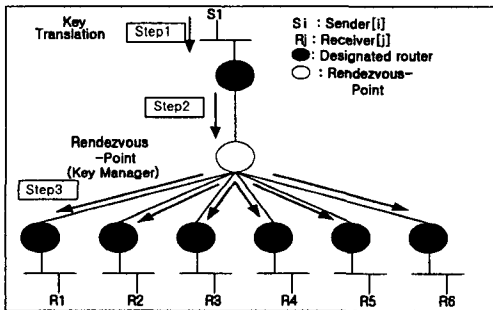 Key
Translation
Step1
S1
Si : Sender[i]
Rj : Receiver[j]
: Designated router
: Rendezvous-
Point
Step2
Rendezvous
-Point
(Key Manager)
Step3
R1 R2 R3 R4 R5 R6